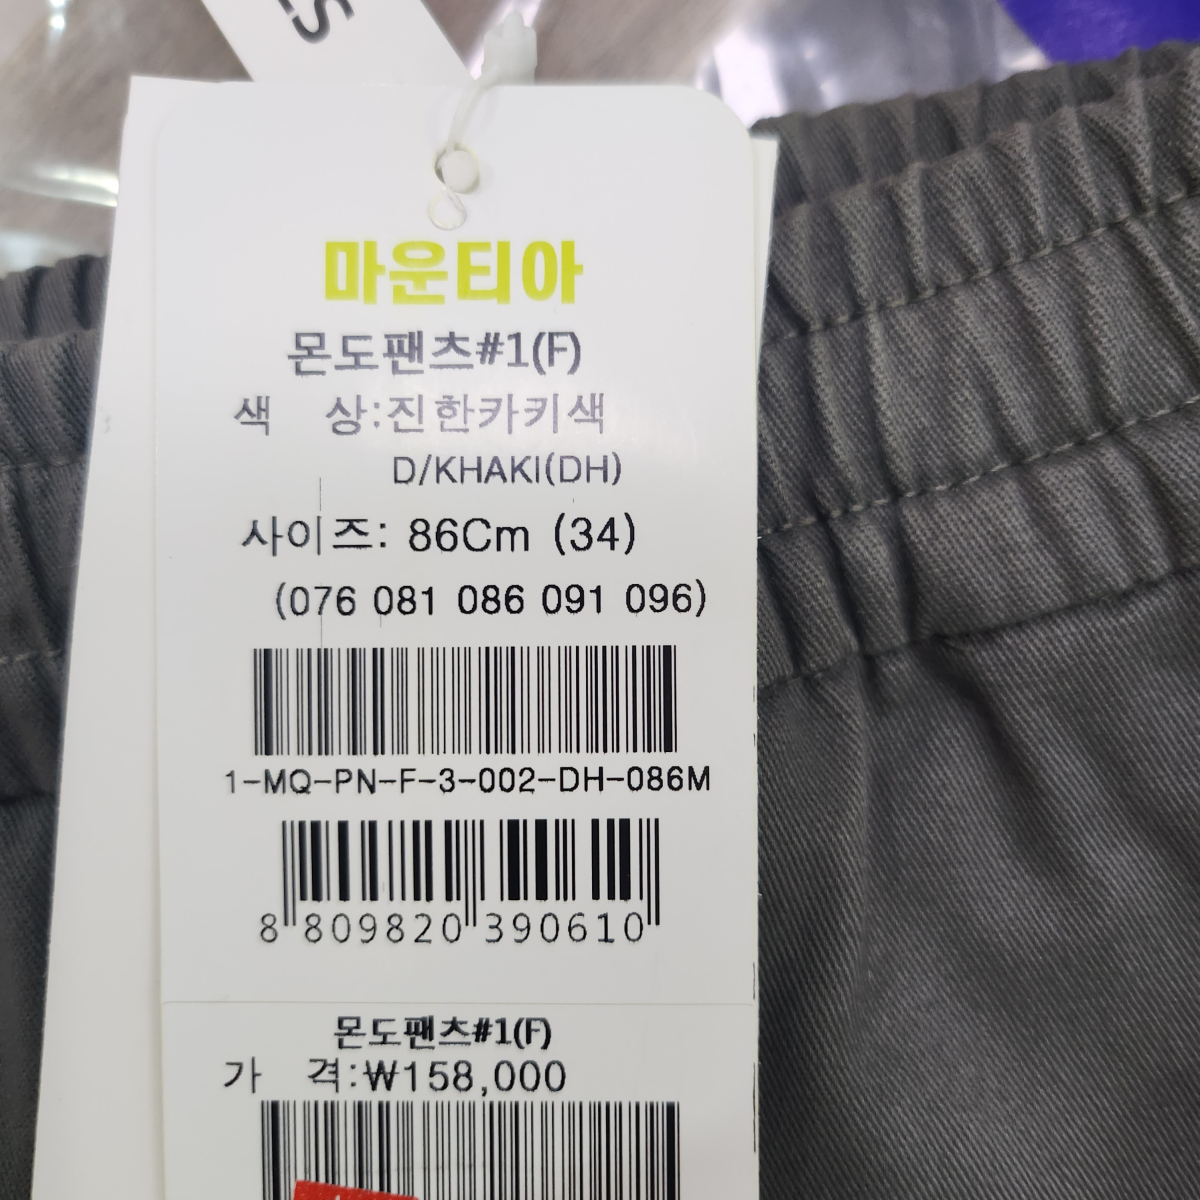 마운티아
몬도팬츠#1(F)
색 상:진한카키색
D/KHAKI(DH)
사이즈: 86Cm (34)
(076 081 086 091 096)
1-MQ-PN-F-3-002-DH-086M
8 809820 390610
몬도팬츠#1(F)
가 격:₩158,000